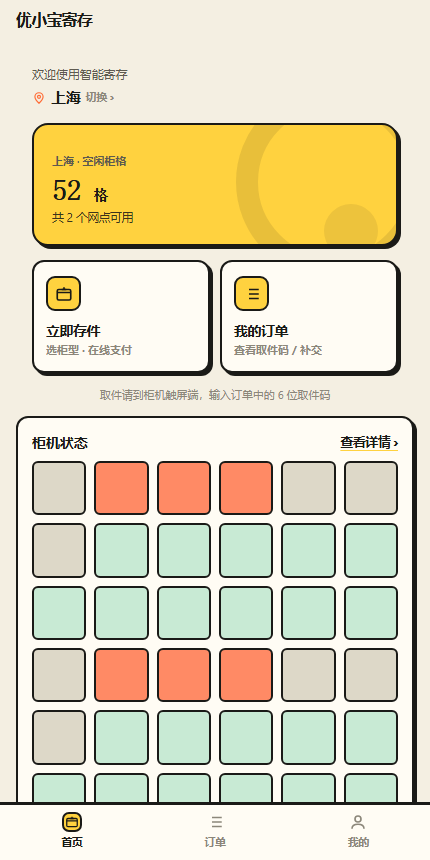 优小宝寄存
欢迎使用智能寄存
上海 切换 ›
上海 · 空闲柜格
52 格
共 2 个网点可用
立即存件
选柜型 · 在线支付
我的订单
查看取件码 / 补交
取件请到柜机触屏端，输入订单中的 6 位取件码
柜机状态
查看详情 ›
首页
订单
我的